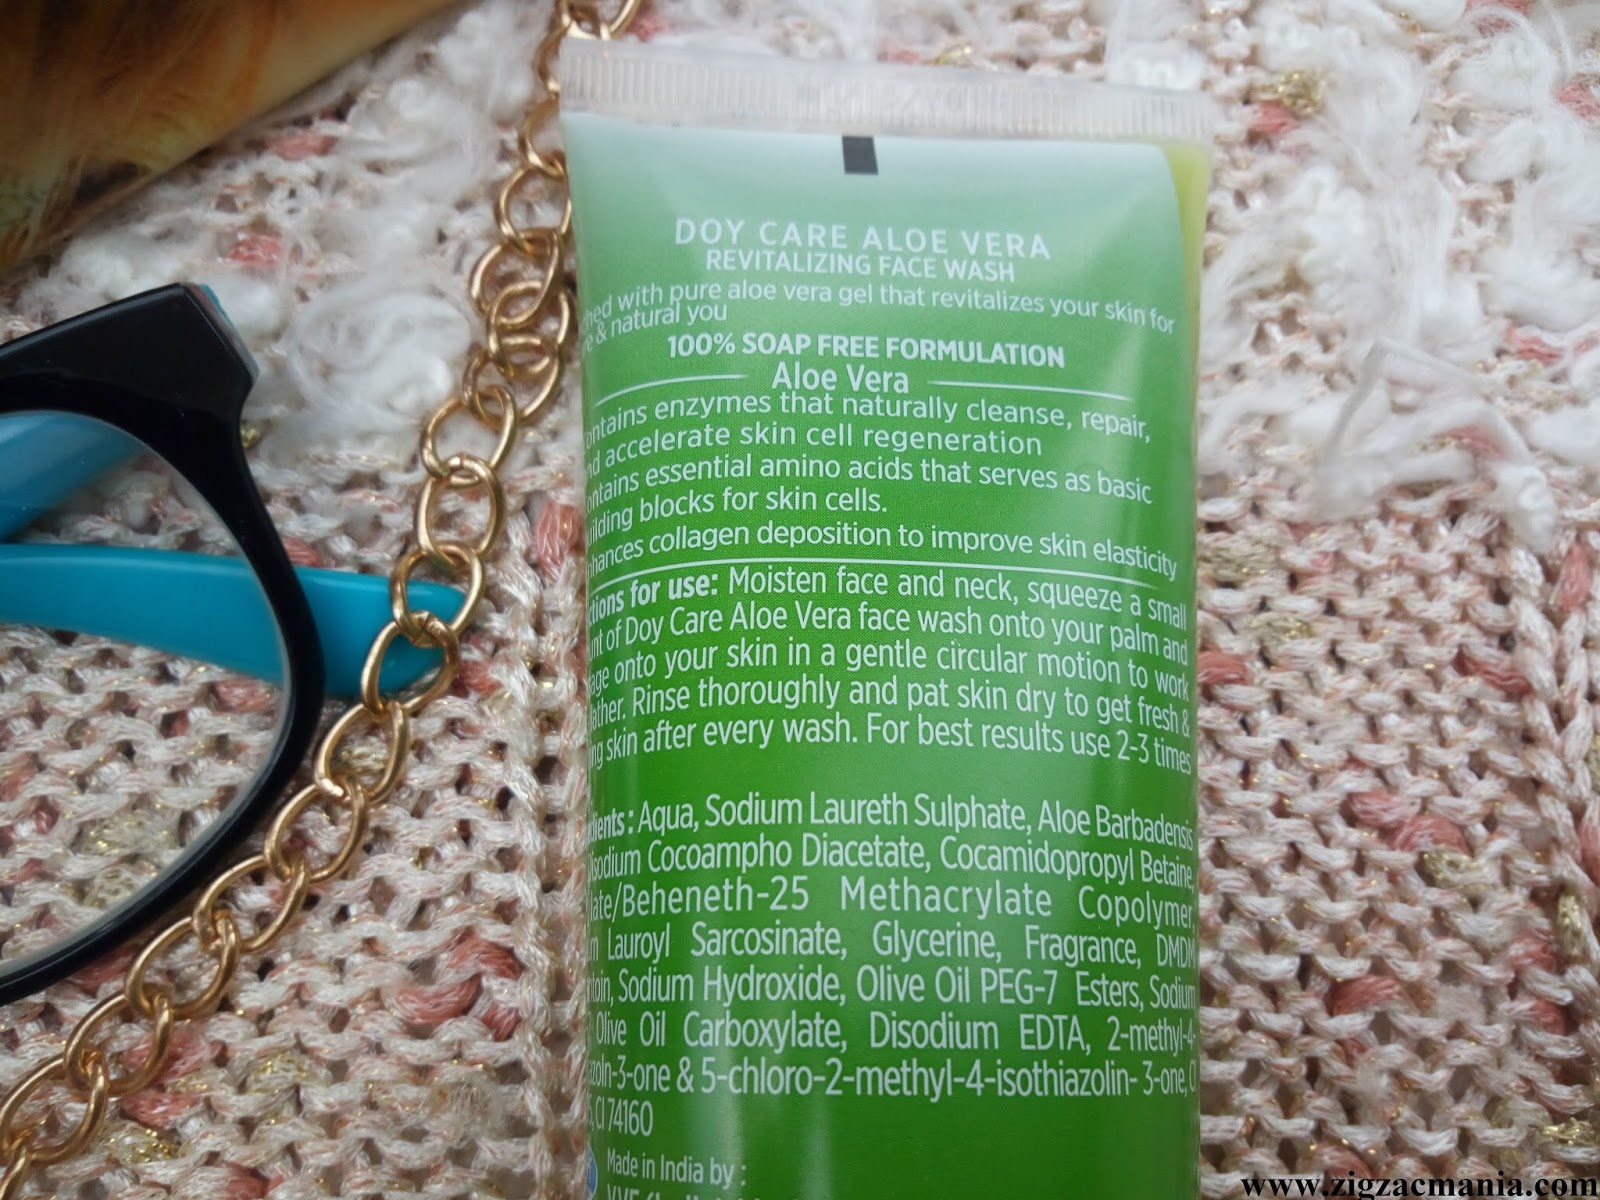 DOY CARE ALOE VERA
REVITALIZING FACE WASH
with pure aloe vera gel that revitalizes your skin for
& natural you
100% SOAP FREE FORMULATION
Aloe Vera
enzymes that naturally cleanse, repair,
accelerate skin cell regeneration
essential amino acids that serves as basic
blocks for skin cells.
collagen deposition to improve skin elasticity
for use: Moisten face and neck, squeeze a small
of Doy Care Aloe Vera face wash onto your palm and
onto your skin in a gentle circular motion to work
Rinse thoroughly and pat skin dry to get fresh &
skin after every wash. For best results use 2-3 times
: Aqua, Sodium Laureth Sulphate, Aloe Barbadensis
Disodium Cocoampho Diacetate, Cocamidopropyl Betaine,
/Beheneth-25 Methacrylate Copolymer,
Lauroyl Sarcosinate, Glycerine, Fragrance, DMDM
Sodium Hydroxide, Olive Oil PEG-7 Esters, Sodium
Olive Oil Carboxylate, Disodium EDTA, 2-methyl-4-
-3-one & 5-chloro-2-methyl-4-isothiazolin- 3-one, CI
CI 74160
Made in India by :
www.zigzacmania.com